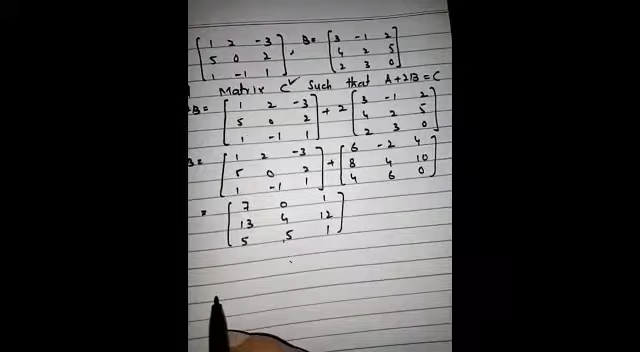 [1 2 -3
5 0 2
1 -1 1], B= [3 -1 2
4 2 5
2 3 0]
Matrix C Such that A+2B=C
B= [1 2 -3
5 0 2
1 -1 1] + 2 [3 -1 2
4 2 5
2 3 0]
B= [1 2 -3
5 0 2
1 -1 1] + [6 -2 4
8 4 10
4 6 0]
= [7 0 1
13 4 12
5 5 1]